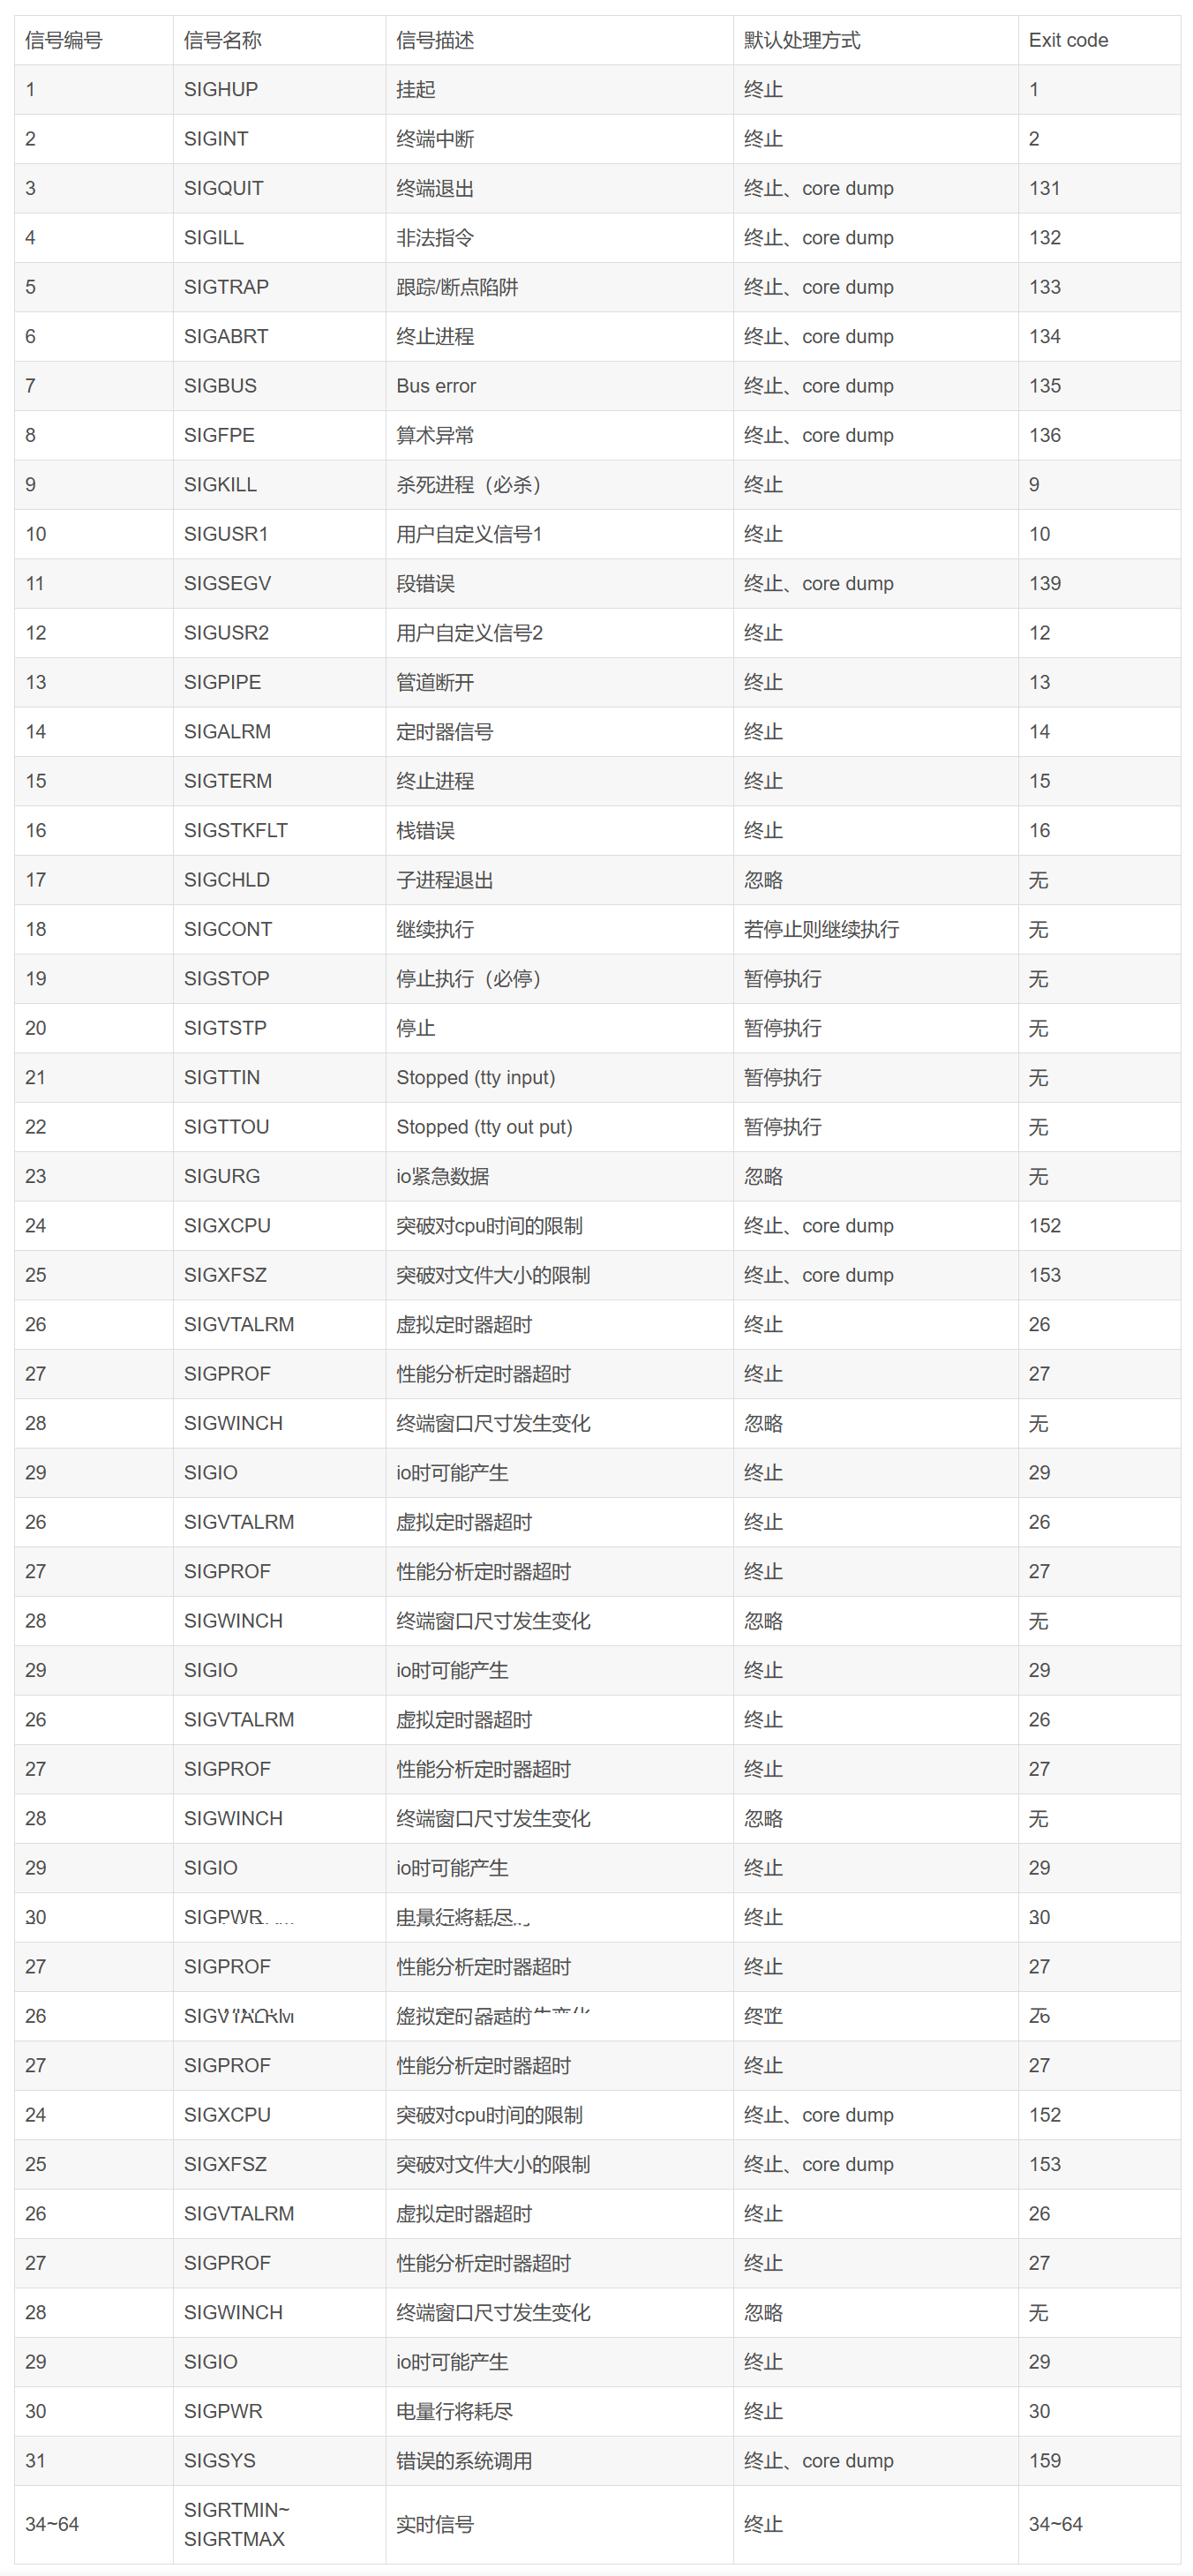 信号编号 信号名称 信号描述 默认处理方式 Exit code
1 SIGHUP 挂起 终止 1
2 SIGINT 终端中断 终止 2
3 SIGQUIT 终端退出 终止、core dump 131
4 SIGILL 非法指令 终止、core dump 132
5 SIGTRAP 跟踪/断点陷阱 终止、core dump 133
6 SIGABRT 终止进程 终止、core dump 134
7 SIGBUS Bus error 终止、core dump 135
8 SIGFPE 算术异常 终止、core dump 136
9 SIGKILL 杀死进程（必杀） 终止 9
10 SIGUSR1 用户自定义信号1 终止 10
11 SIGSEGV 段错误 终止、core dump 139
12 SIGUSR2 用户自定义信号2 终止 12
13 SIGPIPE 管道断开 终止 13
14 SIGALRM 定时器信号 终止 14
15 SIGTERM 终止进程 终止 15
16 SIGSTKFLT 栈错误 终止 16
17 SIGCHLD 子进程退出 忽略 无
18 SIGCONT 继续执行 若停止则继续执行 无
19 SIGSTOP 停止执行（必停） 暂停执行 无
20 SIGTSTP 停止 暂停执行 无
21 SIGTTIN Stopped (tty input) 暂停执行 无
22 SIGTTOU Stopped (tty out put) 暂停执行 无
23 SIGURG io紧急数据 忽略 无
24 SIGXCPU 突破对cpu时间的限制 终止、core dump 152
25 SIGXFSZ 突破对文件大小的限制 终止、core dump 153
26 SIGVTALRM 虚拟定时器超时 终止 26
27 SIGPROF 性能分析定时器超时 终止 27
28 SIGWINCH 终端窗口尺寸发生变化 忽略 无
29 SIGIO io时可能产生 终止 29
26 SIGVTALRM 虚拟定时器超时 终止 26
27 SIGPROF 性能分析定时器超时 终止 27
28 SIGWINCH 终端窗口尺寸发生变化 忽略 无
29 SIGIO io时可能产生 终止 29
26 SIGVTALRM 虚拟定时器超时 终止 26
27 SIGPROF 性能分析定时器超时 终止 27
28 SIGWINCH 终端窗口尺寸发生变化 忽略 无
29 SIGIO io时可能产生 终止 29
30 SIGPWR 电量行将耗尽 终止 30
27 SIGPROF 性能分析定时器超时 终止 27
26
27 SIGPROF 性能分析定时器超时 终止 27
24 SIGXCPU 突破对cpu时间的限制 终止、core dump 152
25 SIGXFSZ 突破对文件大小的限制 终止、core dump 153
26 SIGVTALRM 虚拟定时器超时 终止 26
27 SIGPROF 性能分析定时器超时 终止 27
28 SIGWINCH 终端窗口尺寸发生变化 忽略 无
29 SIGIO io时可能产生 终止 29
30 SIGPWR 电量行将耗尽 终止 30
31 SIGSYS 错误的系统调用 终止、core dump 159
34~64 SIGRTMIN~
SIGRTMAX 实时信号 终止 34~64